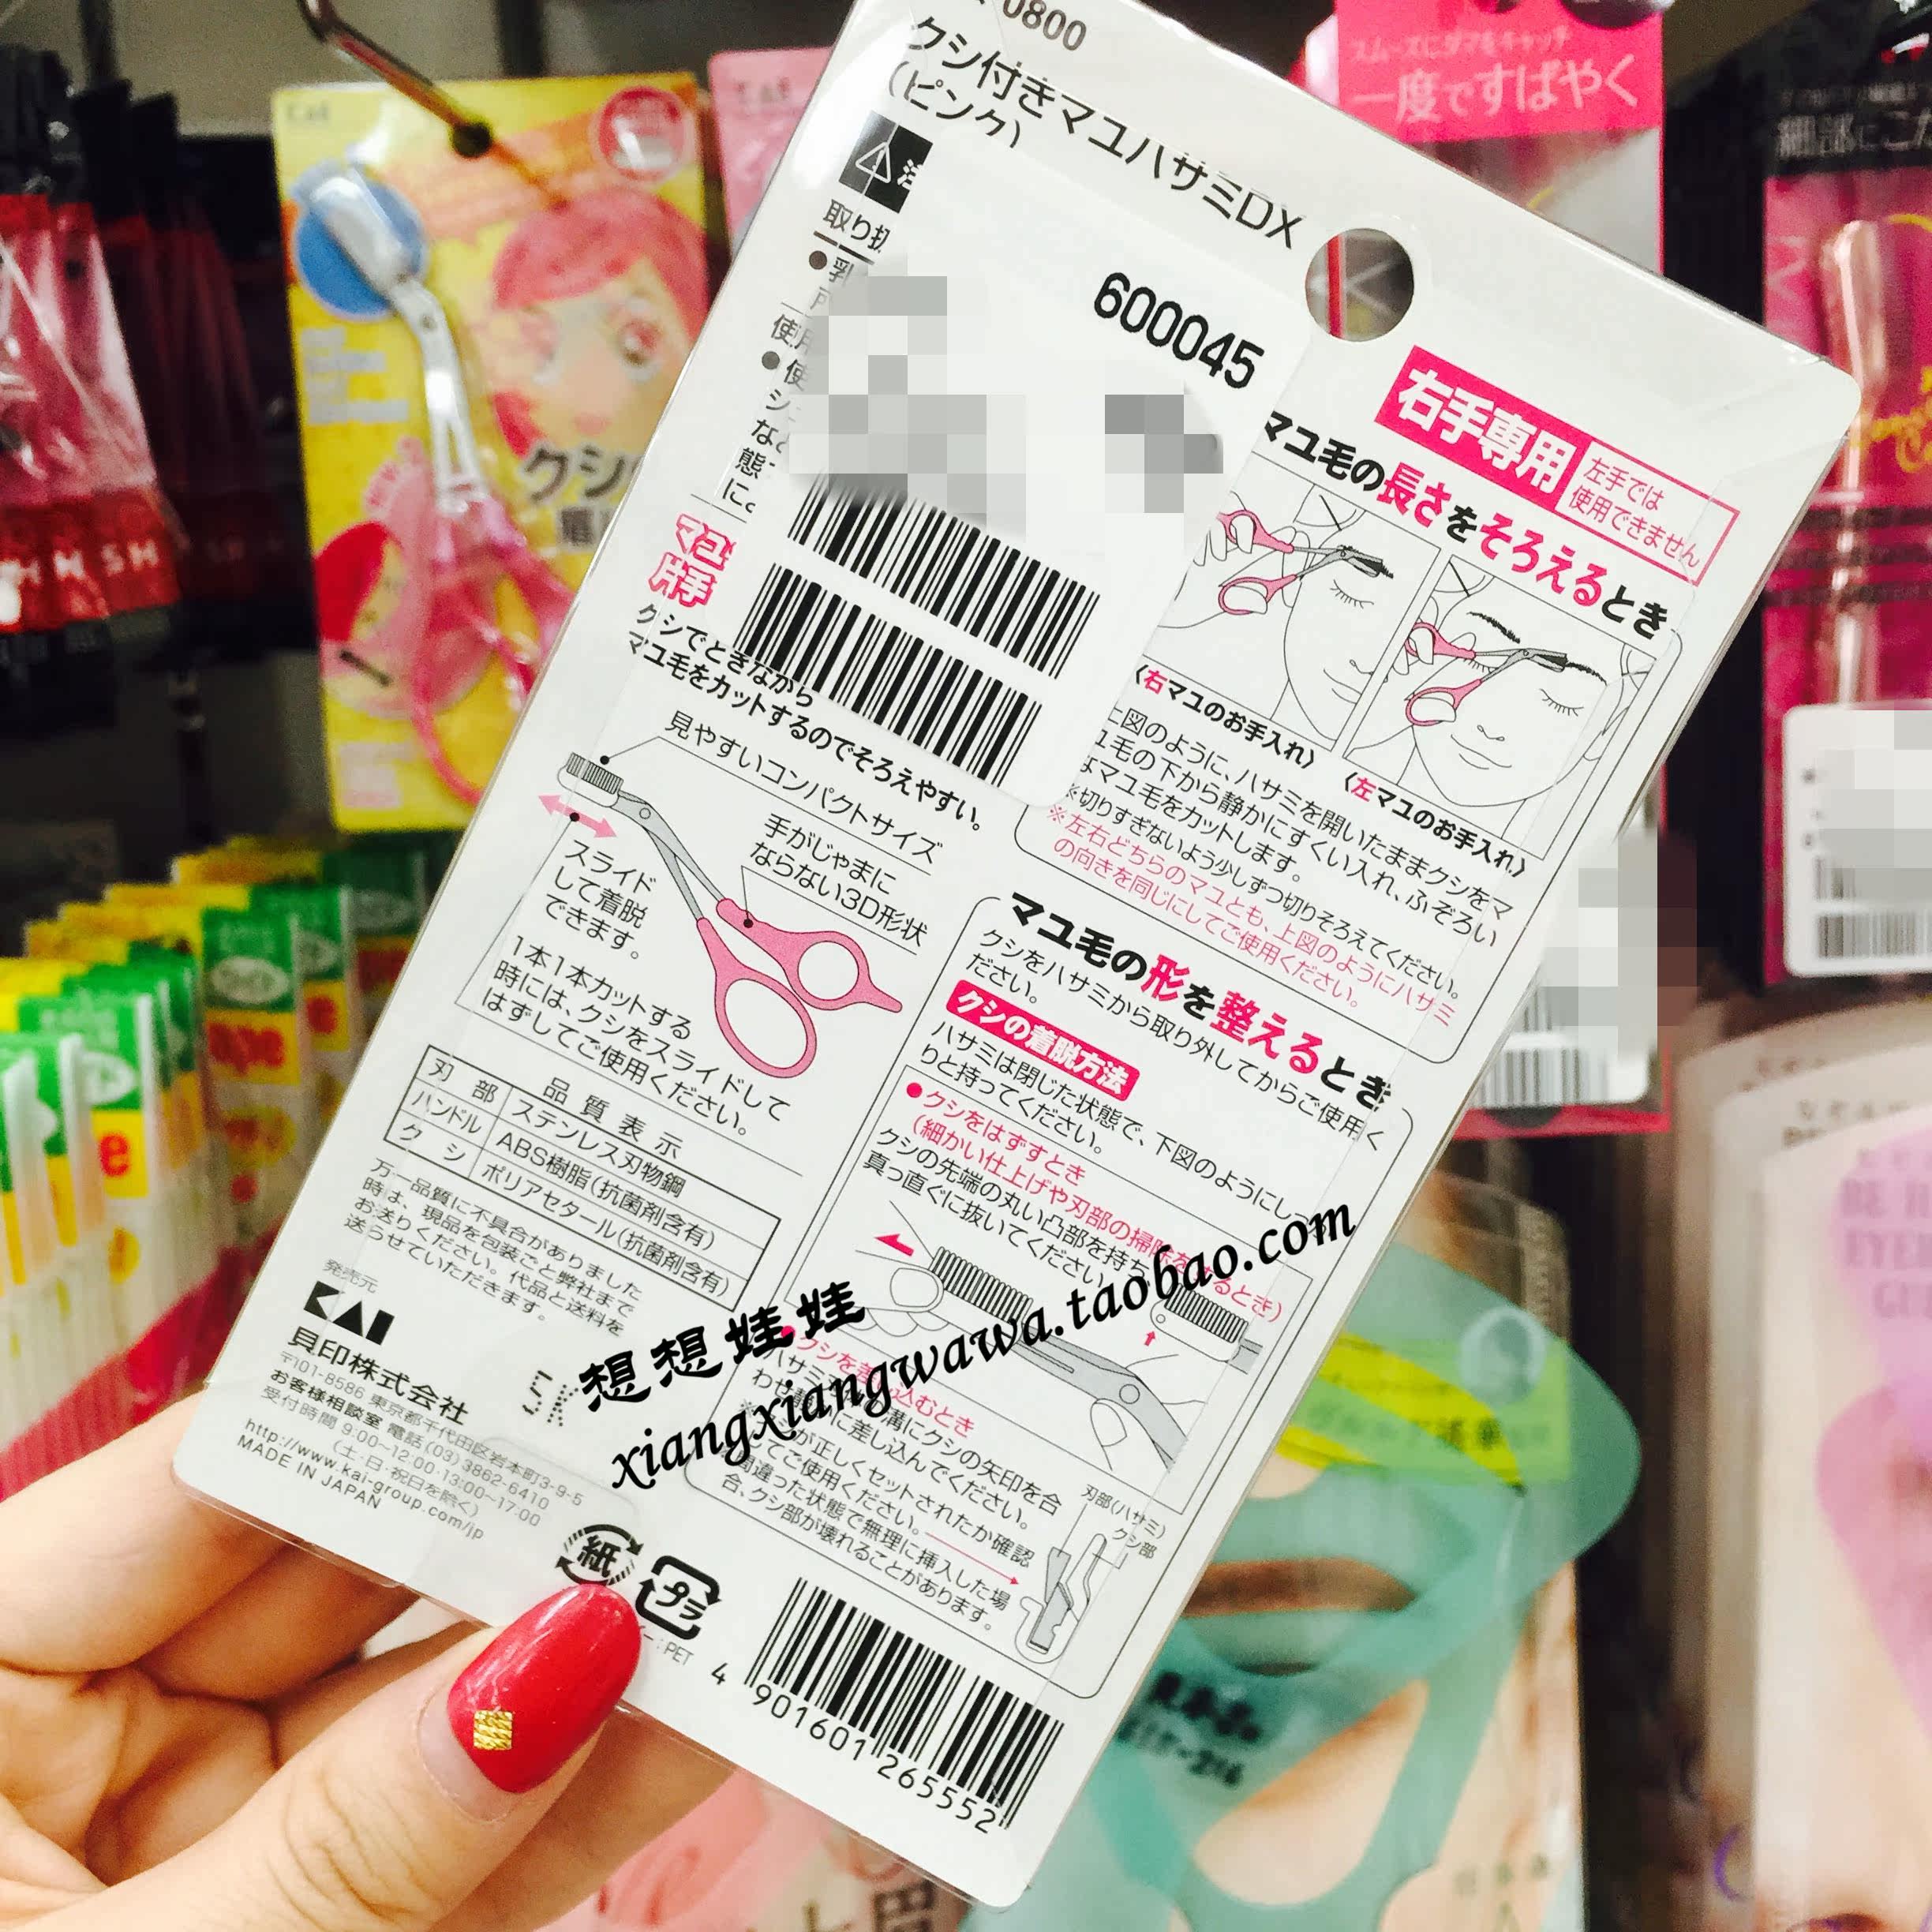 0800
クシ付きマユハサミDX
(ピンク)
取り扱
600045
右手専用
左手では
使用できません
マユ毛の長さをそろえるとき
〈右マユのお手入れ〉
〈左マユのお手入れ〉
上図のように、ハサミを開いたままクシをマ
ユ毛の下から静かにすくい入れ、ふぞろい
なマユ毛をカットします。
※切りすぎないよう少しずつ切りそろえてください。
※左右どちらのマユとも、上図のようにハサミ
の向きを同じにしてご使用ください。
クシでときながら
マユ毛をカットするのでそろえやすい。
見やすいコンパクトサイズ
手がじゃまに
ならない3D形状
スライド
して着脱
できます。
1本1本カットする
時には、クシをスライドして
はずしてご使用ください。
品質表示
刃部 ステンレス刃物鋼
ハンドル ABS樹脂(抗菌剤含有)
クシ ポリアセタール(抗菌剤含有)
万一品質に不具合がありました
時は、現品を包装ごと弊社まで
お送りください。代品と送料を
送らせていただきます。
発売元
KAI
貝印株式会社
〒101-8586 東京都千代田区岩本町3-9-5
お客様相談室 電話(03)3862-6410
受付時間 9:00~12:00・13:00~17:00
(土・日・祝日を除く)
http://www.kai-group.com/jp
MADE IN JAPAN
5K
紙
プラ
: PET
マユ毛の形を整えるとき
クシをハサミから取り外してからご使用く
ださい。
クシの着脱方法
ハサミは閉じた状態で、下図のようにしっか
りと持ってください。
●クシをはずすとき
(細かい仕上げや刃部の掃除をするとき)
クシの先端の丸い凸部を持ち
真っ直ぐに抜いてください。
●クシを差し込むとき
溝にクシの矢印を合
わせ静かに差し込んでください。
が正しくセットされたか確認
してご使用ください。
間違った状態で無理に挿入した場
合、クシ部が壊れることがあります。
刃部(ハサミ)
クシ部
4 901601 265552
想想娃娃
xiangxiangwawa.taobao.com
スムーズにダブルキャッチ
一度ですばやく
Kai